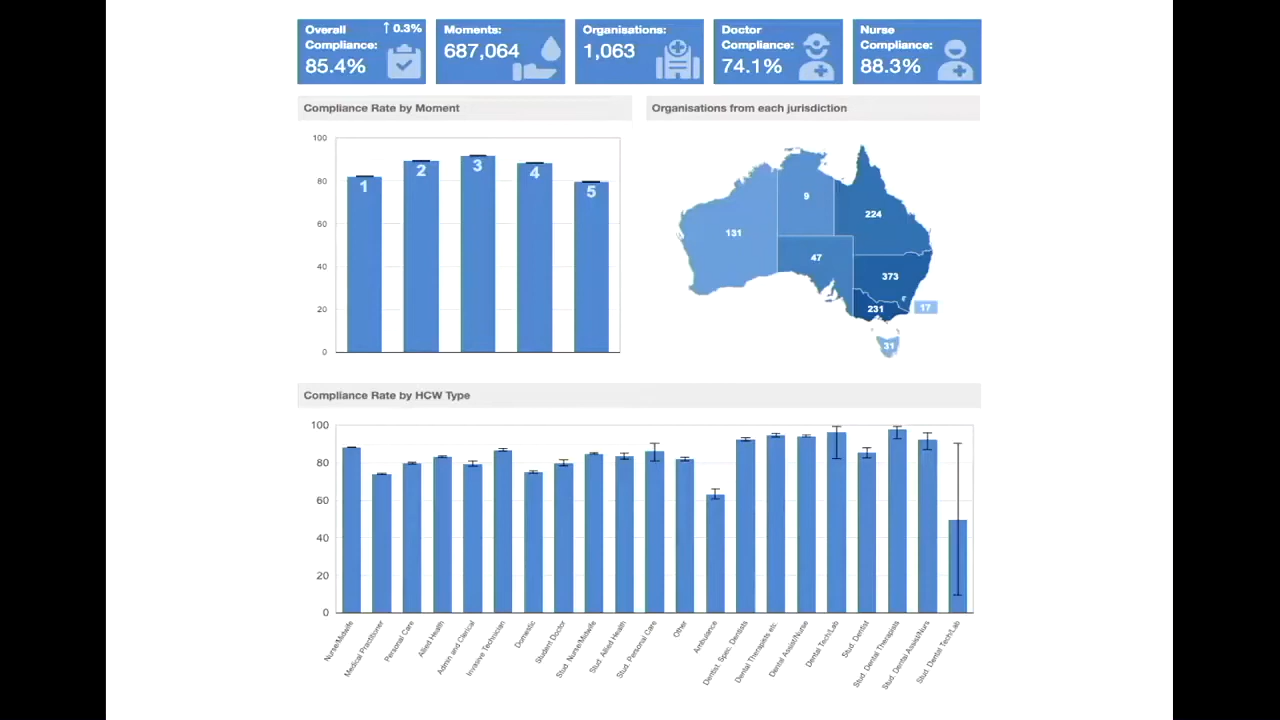 Overall
Compliance:
↑ 0.3%
85.4%
Moments:
687,064
Organisations:
1,063
Doctor
Compliance:
74.1%
Nurse
Compliance:
88.3%
Compliance Rate by Moment
100
80
60
40
20
0
1
2
3
4
5
Organisations from each jurisdiction
9
224
131
47
373
231
17
31
Compliance Rate by HCW Type
100
80
60
40
20
0
Nurse/Midwife
Medical Practitioner
Personal Care
Allied Health
Admin and Clerical
Invasive Technician
Domestic
Student Doctor
Stud. Nurse/Midwife
Stud. Allied Health
Stud. Personal Care
Other
Ambulance
Dentist. Spec. Dentists
Dental Therapists etc.
Dental Assist/Nurse
Dental Tech/Lab
Stud. Dentist
Stud. Dental Therapists
Stud. Dental Assist/Nurs
Stud. Dental Tech/Lab